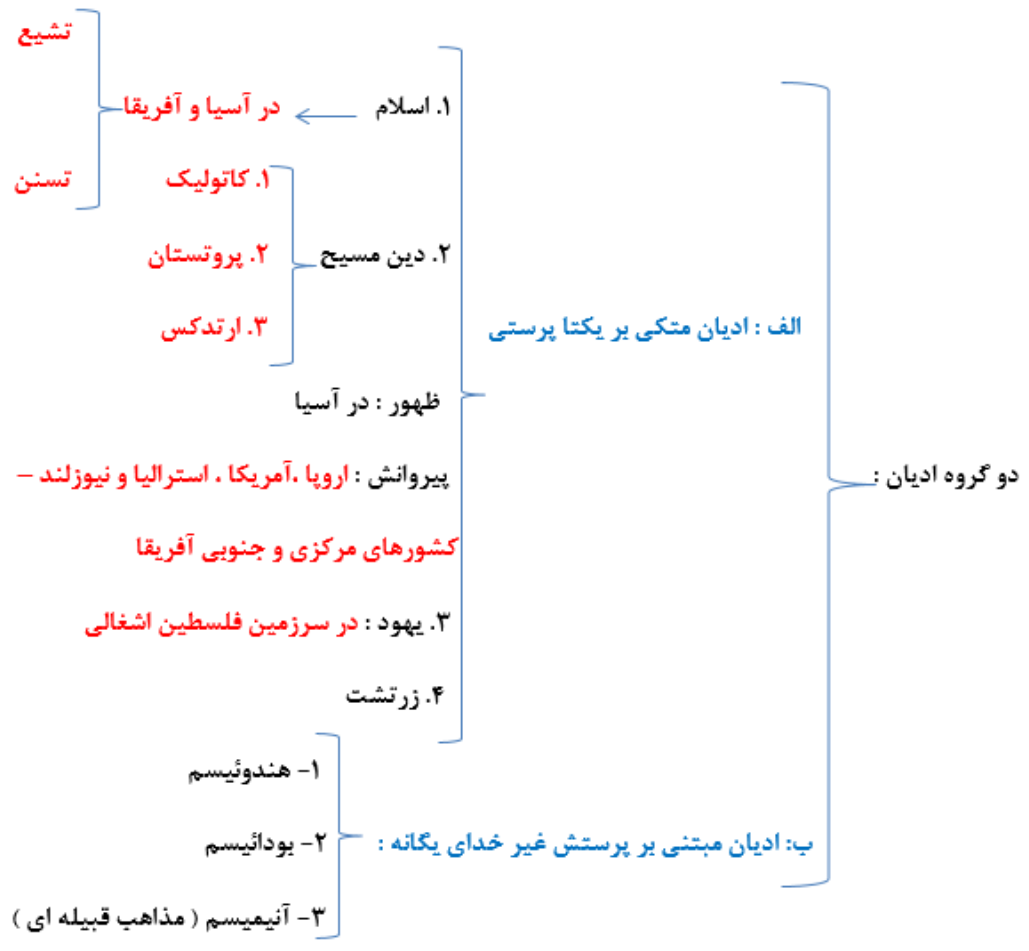 دو گروه ادیان :
الف : ادیان متکی بر یکتا پرستی
۱. اسلام
در آسیا و آفریقا
تشیع
تسنن
۲. دین مسیح
۱. کاتولیک
۲. پروتستان
۳. ارتدکس
ظهور : در آسیا
پیروانش : اروپا ،آمریکا ، استرالیا و نیوزلند –
کشورهای مرکزی و جنوبی آفریقا
۳. یهود : در سرزمین فلسطین اشغالی
۴. زرتشت
ب: ادیان مبتنی بر پرستش غیر خدای یگانه :
۱- هندوئیسم
۲- بودائیسم
۳- آنیمیسم ( مذاهب قبیله ای )